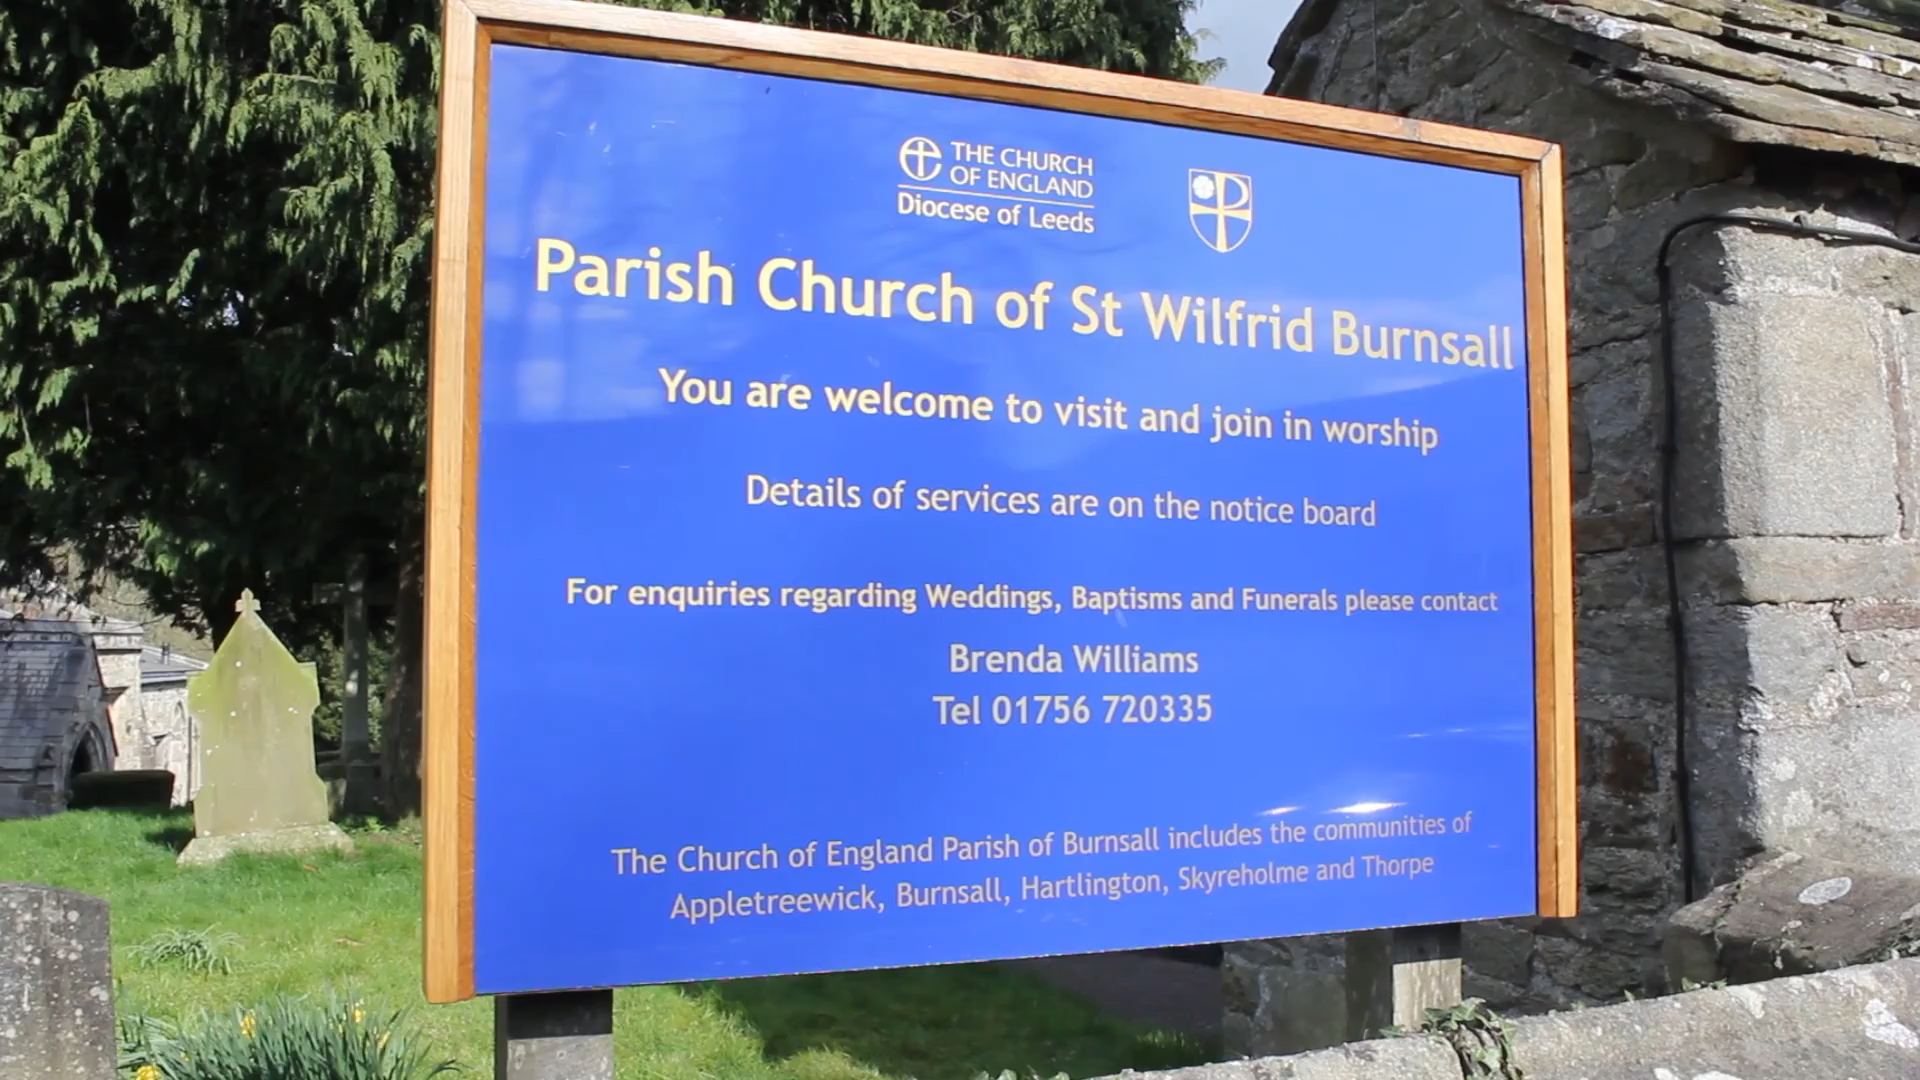 THE CHURCH
OF ENGLAND
Diocese of Leeds
Parish Church of St Wilfrid Burnsall
You are welcome to visit and join in worship
Details of services are on the notice board
For enquiries regarding Weddings, Baptisms and Funerals please contact
Brenda Williams
Tel 01756 720335
The Church of England Parish of Burnsall includes the communities of
Appletreewick, Burnsall, Hartlington, Skyreholme and Thorpe